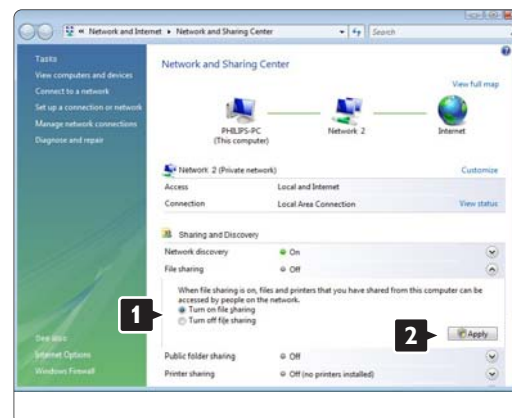 Network and Internet Network and Sharing Center
Search
Tasks
View computers and devices
Connect to a network
Set up a connection or network
Manage network connections
Diagnose and repair
See also
Internet Options
Windows Firewall
Network and Sharing Center
View full map
PHILIPS-PC
(This computer)
Network 2
Internet
Network 2 (Private network)
Customize
Access Local and Internet
Connection Local Area Connection View status
Sharing and Discovery
Network discovery On
File sharing Off
When file sharing is on, files and printers that you have shared from this computer can be
accessed by people on the network.
1
Turn on file sharing
Turn off file sharing
2
Apply
Public folder sharing Off
Printer sharing Off (no printers installed)